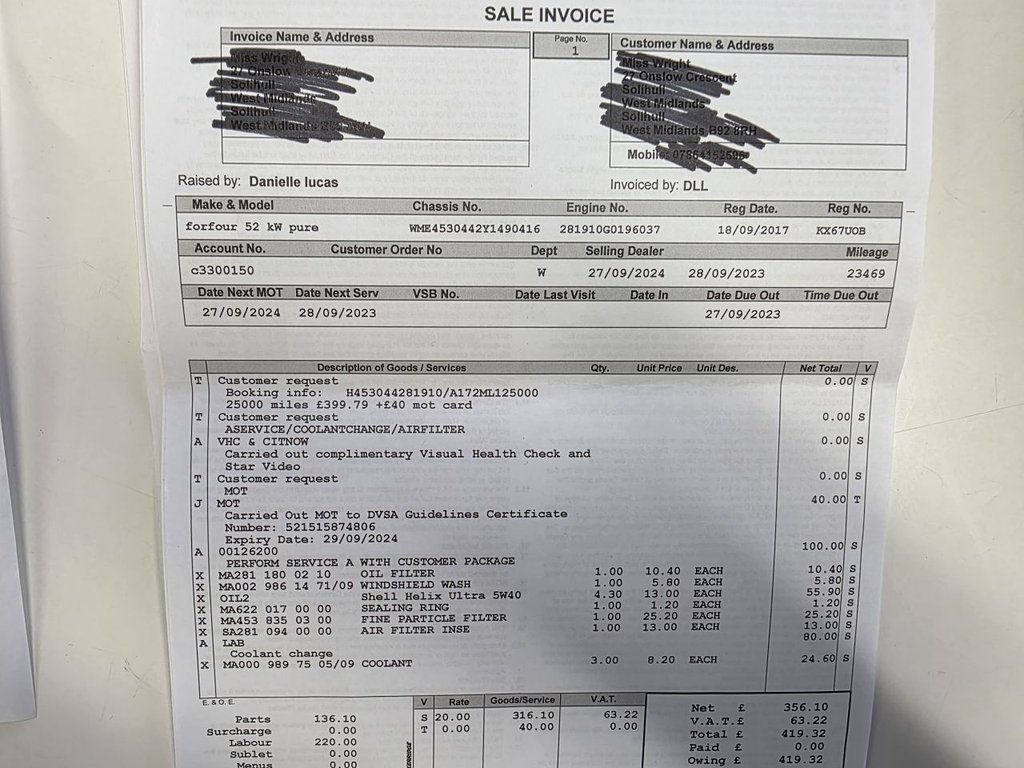 SALE INVOICE
Invoice Name & Address
Page No.
1
Customer Name & Address
Raised by: Danielle lucas
Invoiced by: DLL
Make & Model Chassis No. Engine No. Reg Date. Reg No.
forfour 52 kW pure WME4530442Y1490416 281910G0196037 18/09/2017 KX67UOB
Account No. Customer Order No Dept Selling Dealer Mileage
c3300150 W 27/09/2024 28/09/2023 23469
Date Next MOT Date Next Serv VSB No. Date Last Visit Date In Date Due Out Time Due Out
27/09/2024 28/09/2023 27/09/2023
Description of Goods / Services Qty. Unit Price Unit Des. Net Total V
T Customer request 0.00 S
Booking info: H453044281910/A172ML125000
25000 miles £399.79 +£40 mot card
T Customer request 0.00 S
ASERVICE/COOLANTCHANGE/AIRFILTER
A VHC & CITNOW 0.00 S
Carried out complimentary Visual Health Check and
Star Video
T Customer request 0.00 S
MOT
J MOT 40.00 T
Carried Out MOT to DVSA Guidelines Certificate
Number: 521515874806
Expiry Date: 29/09/2024
A 00126200 100.00 S
PERFORM SERVICE A WITH CUSTOMER PACKAGE
X MA281 180 02 10 OIL FILTER 1.00 10.40 EACH 10.40 S
X MA002 986 14 71/09 WINDSHIELD WASH 1.00 5.80 EACH 5.80 S
X OIL2 Shell Helix Ultra 5W40 4.30 13.00 EACH 55.90 S
X MA622 017 00 00 SEALING RING 1.00 1.20 EACH 1.20 S
X MA453 835 03 00 FINE PARTICLE FILTER 1.00 25.20 EACH 25.20 S
X SA281 094 00 00 AIR FILTER INSE 1.00 13.00 EACH 13.00 S
A LAB 80.00 S
Coolant change
X MA000 989 75 05/09 COOLANT 3.00 8.20 EACH 24.60 S
E. & O. E.
V Rate Goods/Service V.A.T.
Parts 136.10 S 20.00 316.10 63.22 Net £ 356.10
Surcharge 0.00 T 0.00 40.00 0.00 V.A.T.£ 63.22
Labour 220.00 Total £ 419.32
Sublet 0.00 Paid £ 0.00
Menus 0.00 Owing £ 419.32